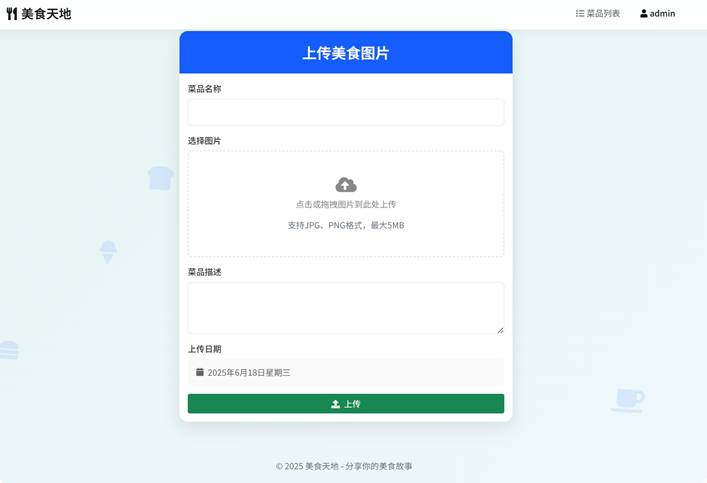 美食天地
菜品列表
admin
上传美食图片
菜品名称
选择图片
点击或拖拽图片到此处上传
支持JPG、PNG格式，最大5MB
菜品描述
上传日期
2025年6月18日星期三
上传
© 2025 美食天地 - 分享你的美食故事